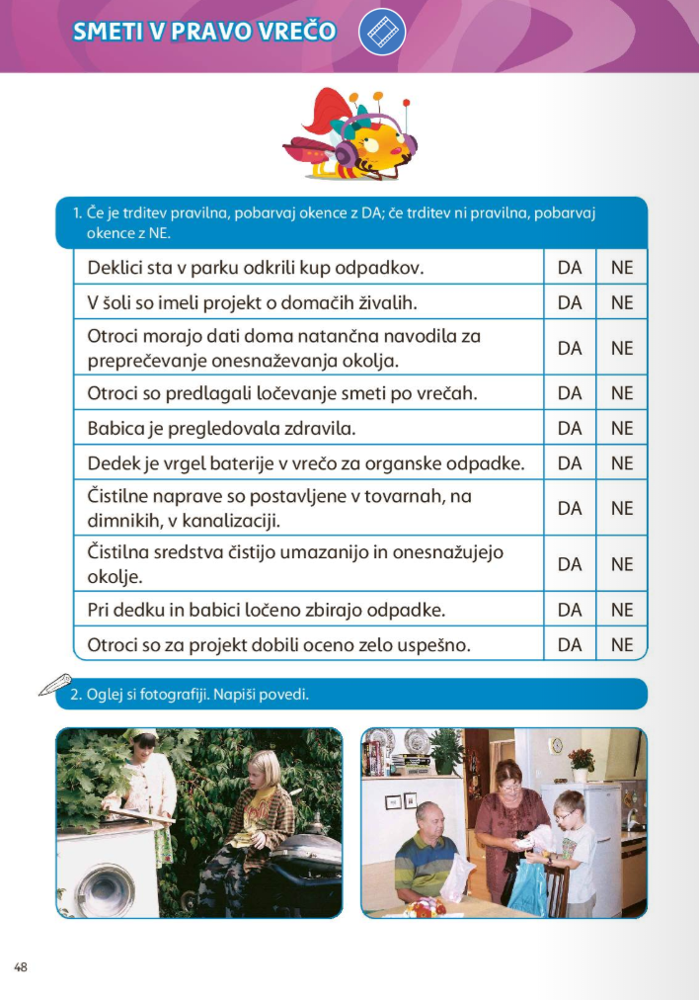 SMETI V PRAVO VREČO
1. Če je trditev pravilna, pobarvaj okence z DA; če trditev ni pravilna, pobarvaj
okence z NE.
Deklici sta v parku odkrili kup odpadkov. DA NE
V šoli so imeli projekt o domačih živalih. DA NE
Otroci morajo dati doma natančna navodila za
preprečevanje onesnaževanja okolja. DA NE
Otroci so predlagali ločevanje smeti po vrečah. DA NE
Babica je pregledovala zdravila. DA NE
Dedek je vrgel baterije v vrečo za organske odpadke. DA NE
Čistilne naprave so postavljene v tovarnah, na
dimnikih, v kanalizaciji. DA NE
Čistilna sredstva čistijo umazanijo in onesnažujejo
okolje. DA NE
Pri dedku in babici ločeno zbirajo odpadke. DA NE
Otroci so za projekt dobili oceno zelo uspešno. DA NE
2. Oglej si fotografiji. Napiši povedi.
48